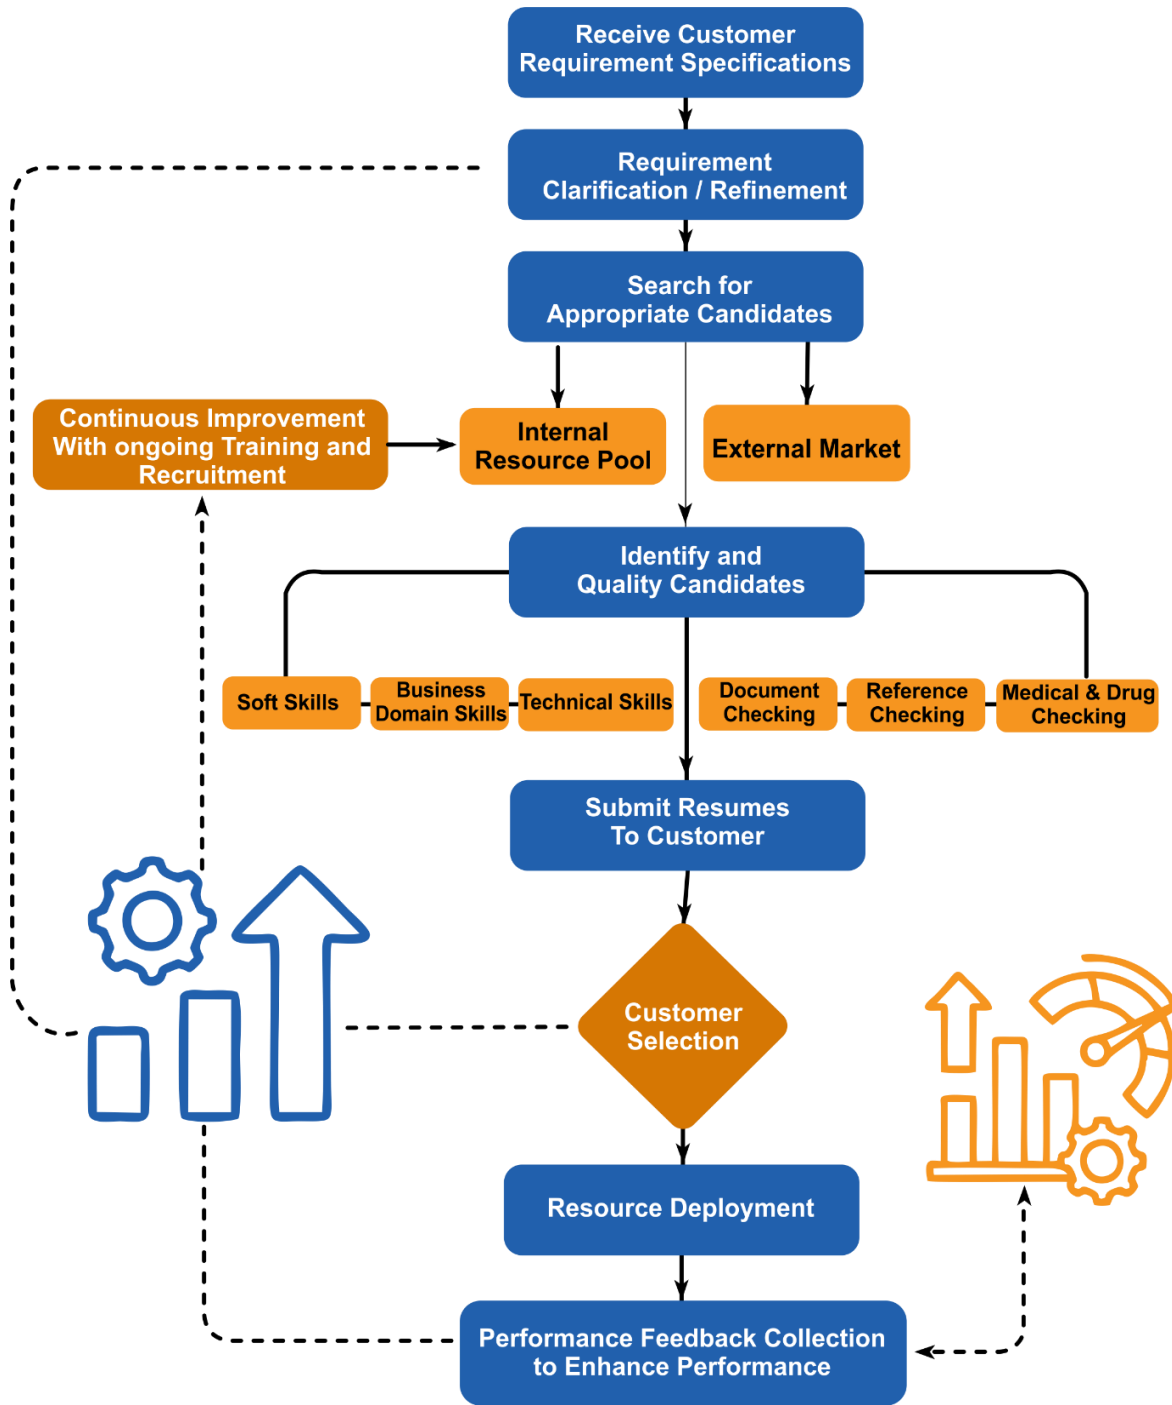 Receive Customer
Requirement Specifications
Requirement
Clarification / Refinement
Search for
Appropriate Candidates
Continuous Improvement
With ongoing Training and
Recruitment
Internal
Resource Pool
External Market
Identify and
Quality Candidates
Soft Skills
Business
Domain Skills
Technical Skills
Document
Checking
Reference
Checking
Medical & Drug
Checking
Submit Resumes
To Customer
Customer
Selection
Resource Deployment
Performance Feedback Collection
to Enhance Performance